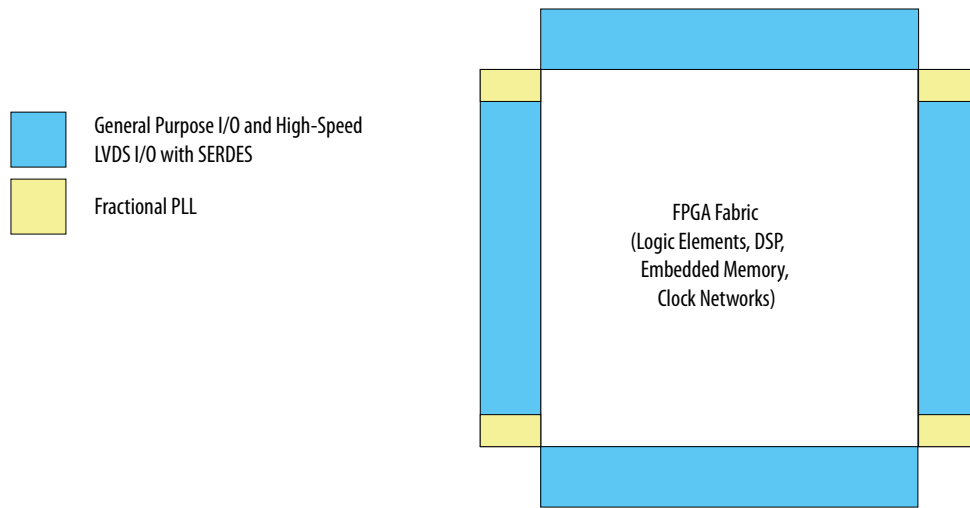 General Purpose I/O and High-Speed
LVDS I/O with SERDES
Fractional PLL
FPGA Fabric
(Logic Elements, DSP,
Embedded Memory,
Clock Networks)